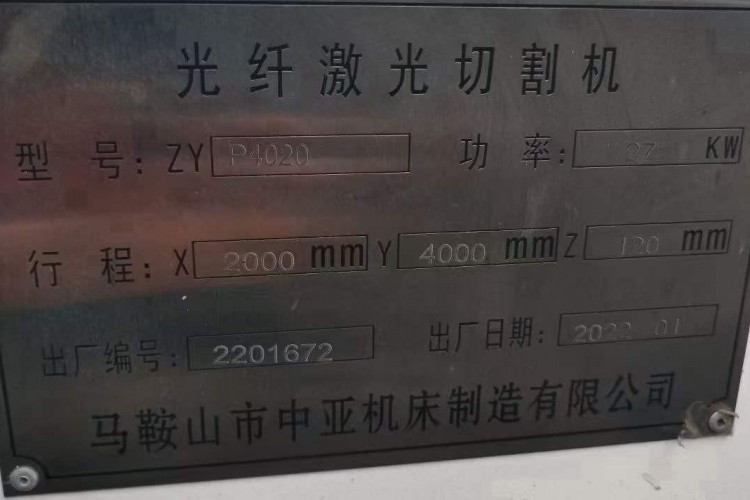 光纤激光切割机
型号：ZY P4020 功率： 27 KW
行程：X 2000 mm Y 4000 mm Z 120 mm
出厂编号： 2201672 出厂日期： 2022 01
马鞍山市中亚机床制造有限公司